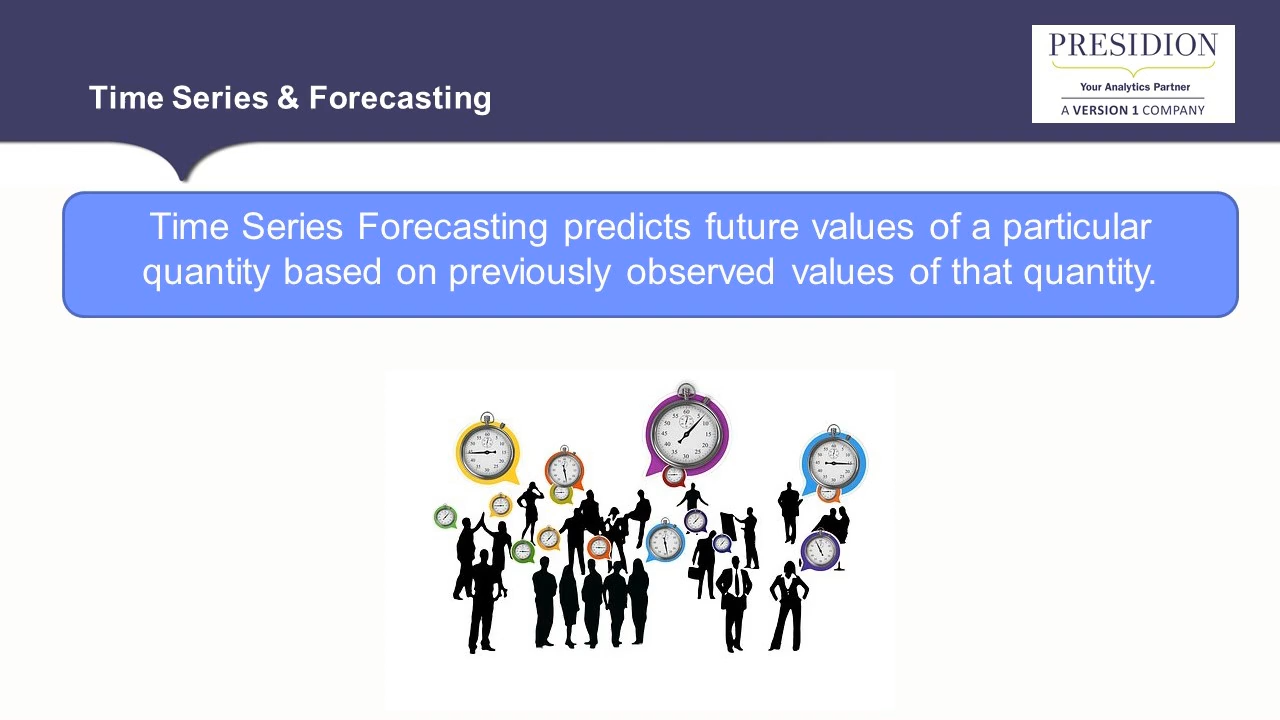 Time Series & Forecasting
PRESIDION
Your Analytics Partner
A VERSION 1 COMPANY
Time Series Forecasting predicts future values of a particular
quantity based on previously observed values of that quantity.